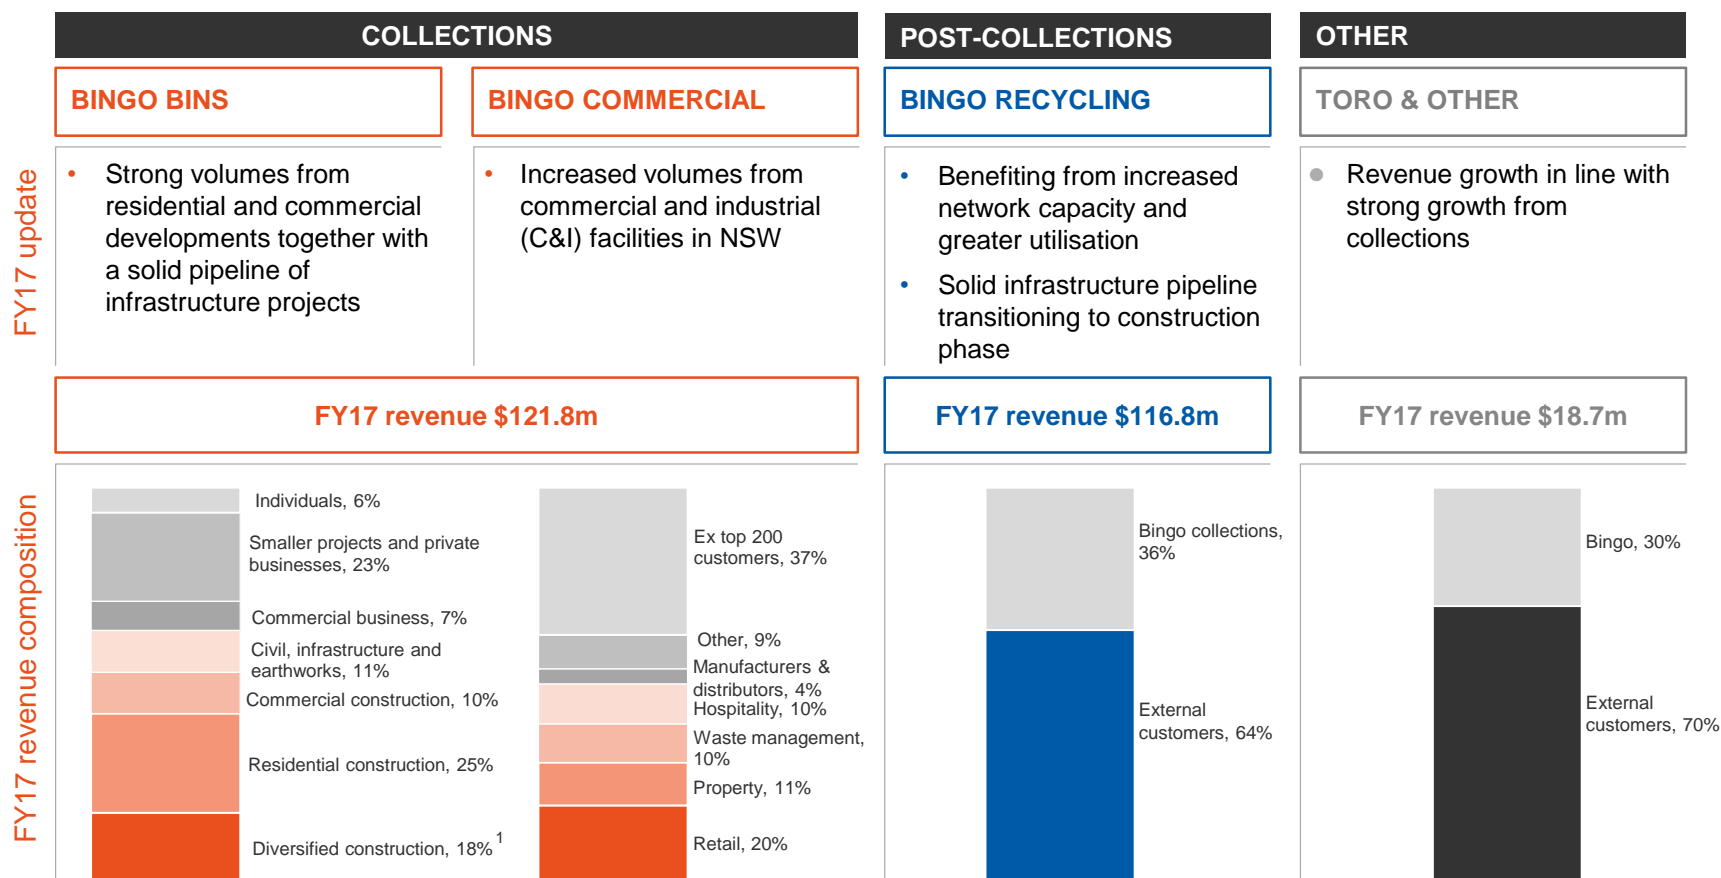 COLLECTIONS
POST-COLLECTIONS
OTHER
BINGO BINS
BINGO COMMERCIAL
BINGO RECYCLING
TORO & OTHER
FY17 update
• Strong volumes from
residential and commercial
developments together with
a solid pipeline of
infrastructure projects
• Increased volumes from
commercial and industrial
(C&I) facilities in NSW
• Benefiting from increased
network capacity and
greater utilisation
• Solid infrastructure pipeline
transitioning to construction
phase
• Revenue growth in line with
strong growth from
collections
FY17 revenue $121.8m
FY17 revenue $116.8m
FY17 revenue $18.7m
FY17 revenue composition
Individuals, 6%
Smaller projects and private
businesses, 23%
Commercial business, 7%
Civil, infrastructure and
earthworks, 11%
Commercial construction, 10%
Residential construction, 25%
Diversified construction, 18%1
Ex top 200
customers, 37%
Other, 9%
Manufacturers &
distributors, 4%
Hospitality, 10%
Waste management,
10%
Property, 11%
Retail, 20%
Bingo collections,
36%
External
customers, 64%
Bingo, 30%
External
customers, 70%